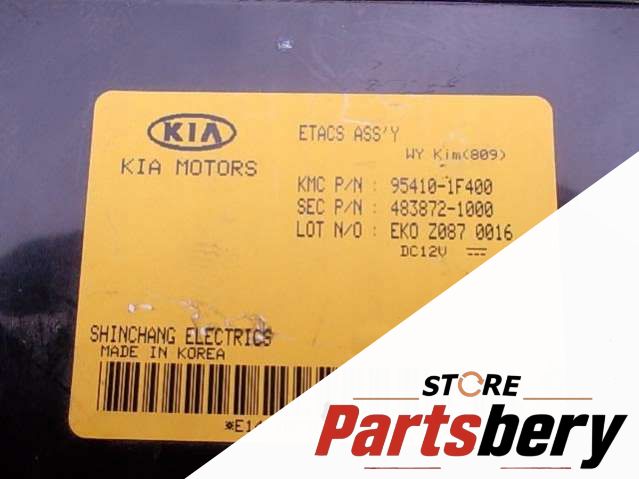 KIA
KIA MOTORS
ETACS ASS'Y
WY Kim(809)
KMC P/N : 95410-1F400
SEC P/N : 483872-1000
LOT N/O : EKO Z087 0016
DC12V
SHINCHANG ELECTRICS
MADE IN KOREA
*E14
STORE
Partsbery